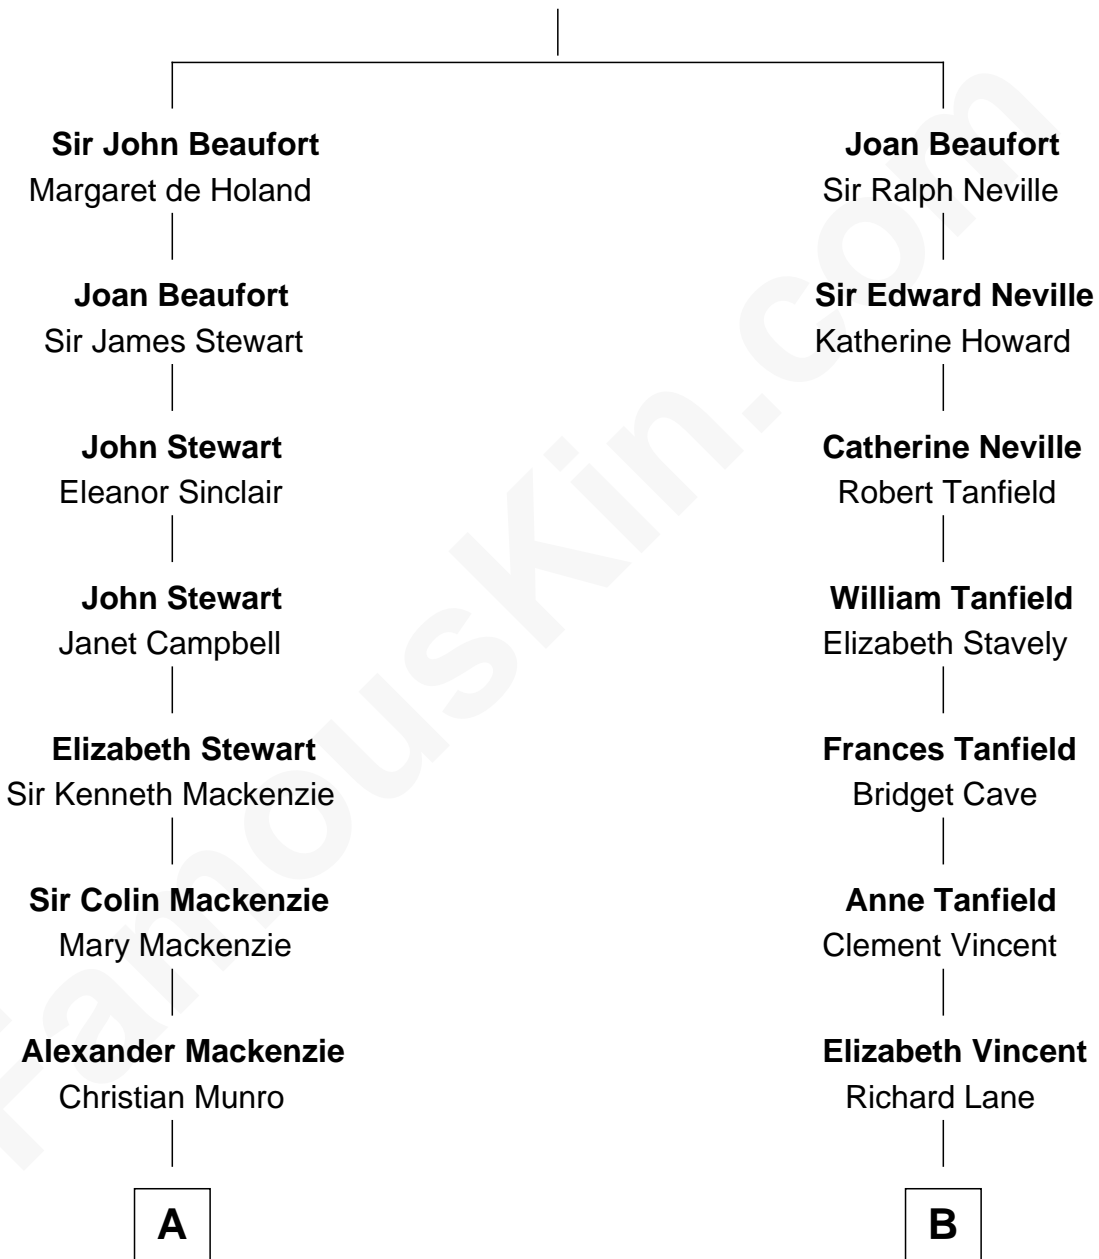 Sir John Beaufort
Margaret de Holand
Joan Beaufort
Sir James Stewart
John Stewart
Eleanor Sinclair
John Stewart
Janet Campbell
Elizabeth Stewart
Sir Kenneth Mackenzie
Sir Colin Mackenzie
Mary Mackenzie
Alexander Mackenzie
Christian Munro
A
Joan Beaufort
Sir Ralph Neville
Sir Edward Neville
Katherine Howard
Catherine Neville
Robert Tanfield
William Tanfield
Elizabeth Stavely
Frances Tanfield
Bridget Cave
Anne Tanfield
Clement Vincent
Elizabeth Vincent
Richard Lane
B
FamousKin.com